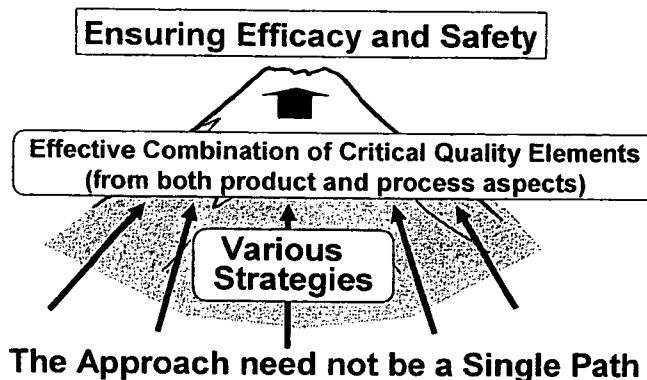 Ensuring Efficacy and Safety
Effective Combination of Critical Quality Elements
(from both product and process aspects)
Various
Strategies
The Approach need not be a Single Path